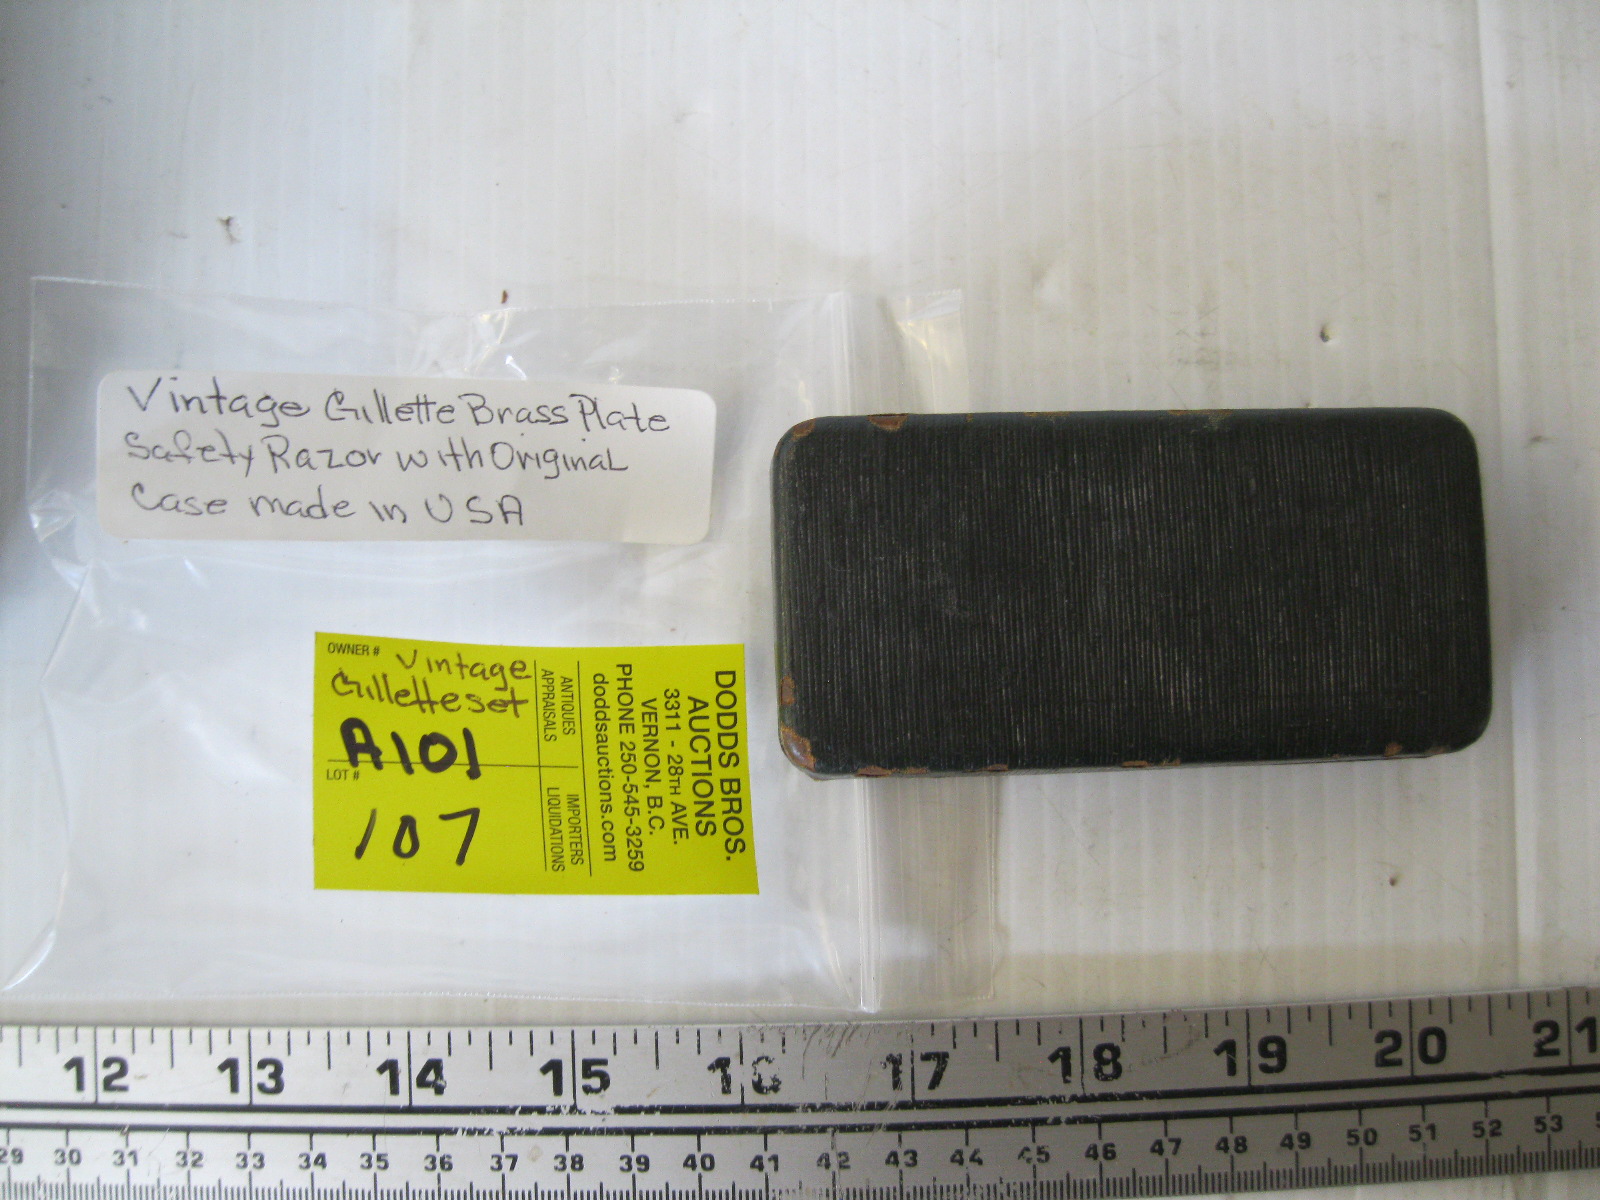 Vintage Gillette Brass Plate
Safety Razor with Original
Case made in USA
OWNER #
Vintage
Gillette set
A101
LOT #
107
ANTIQUES
APPRAISALS
IMPORTERS
LIQUIDATIONS
DODDS BROS.
AUCTIONS
3311 - 28TH AVE.
VERNON, B.C.
PHONE 250-545-3259
doddsauctions.com
12 13 14 15 16 17 18 19 20 21
29 30 31 32 33 34 35 36 37 38 39 40 41 42 43 44 45 46 47 48 49 50 51 52 53